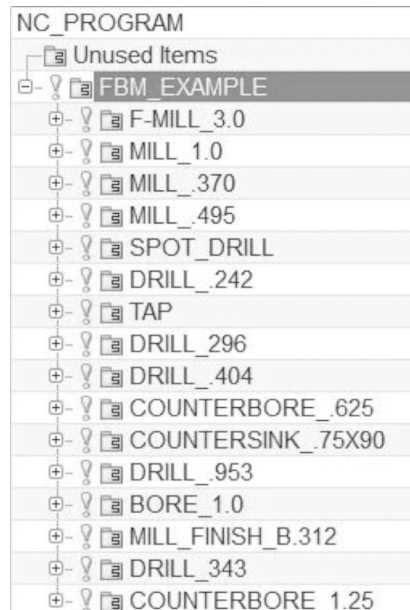 NC_PROGRAM
Unused Items
FBM_EXAMPLE
F-MILL_3.0
MILL_1.0
MILL_.370
MILL_.495
SPOT_DRILL
DRILL_.242
TAP
DRILL_296
DRILL_.404
COUNTERBORE_.625
COUNTERSINK_.75X90
DRILL_.953
BORE_1.0
MILL_FINISH_B.312
DRILL_343
COUNTERBORE_1.25